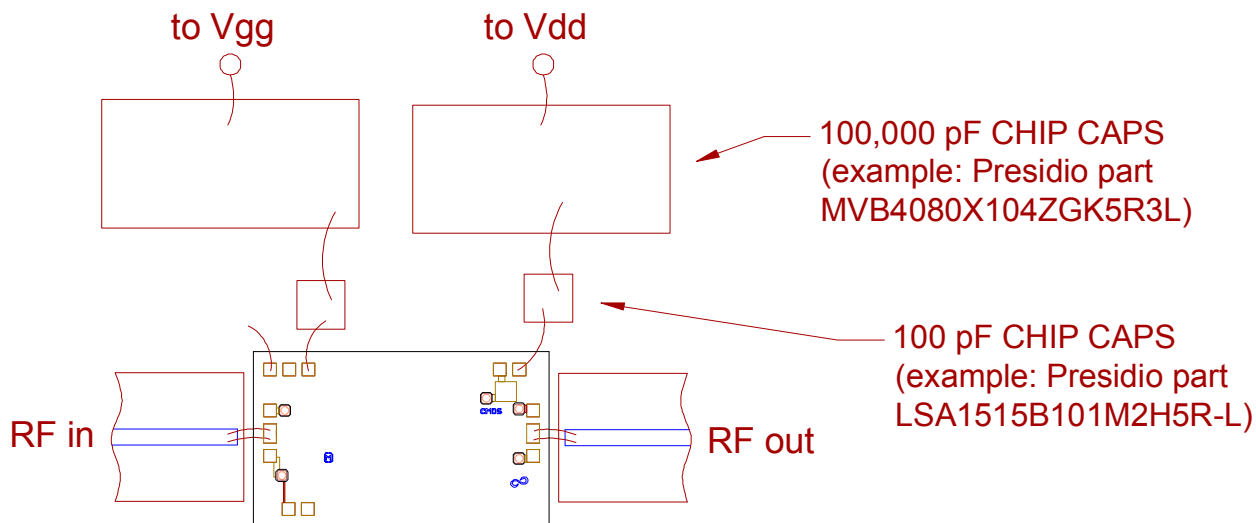 to Vgg
to Vdd
100,000 pF CHIP CAPS
(example: Presidio part
MVB4080X104ZGK5R3L)
100 pF CHIP CAPS
(example: Presidio part
LSA1515B101M2H5R-L)
CMDS
RF in
RF out
M